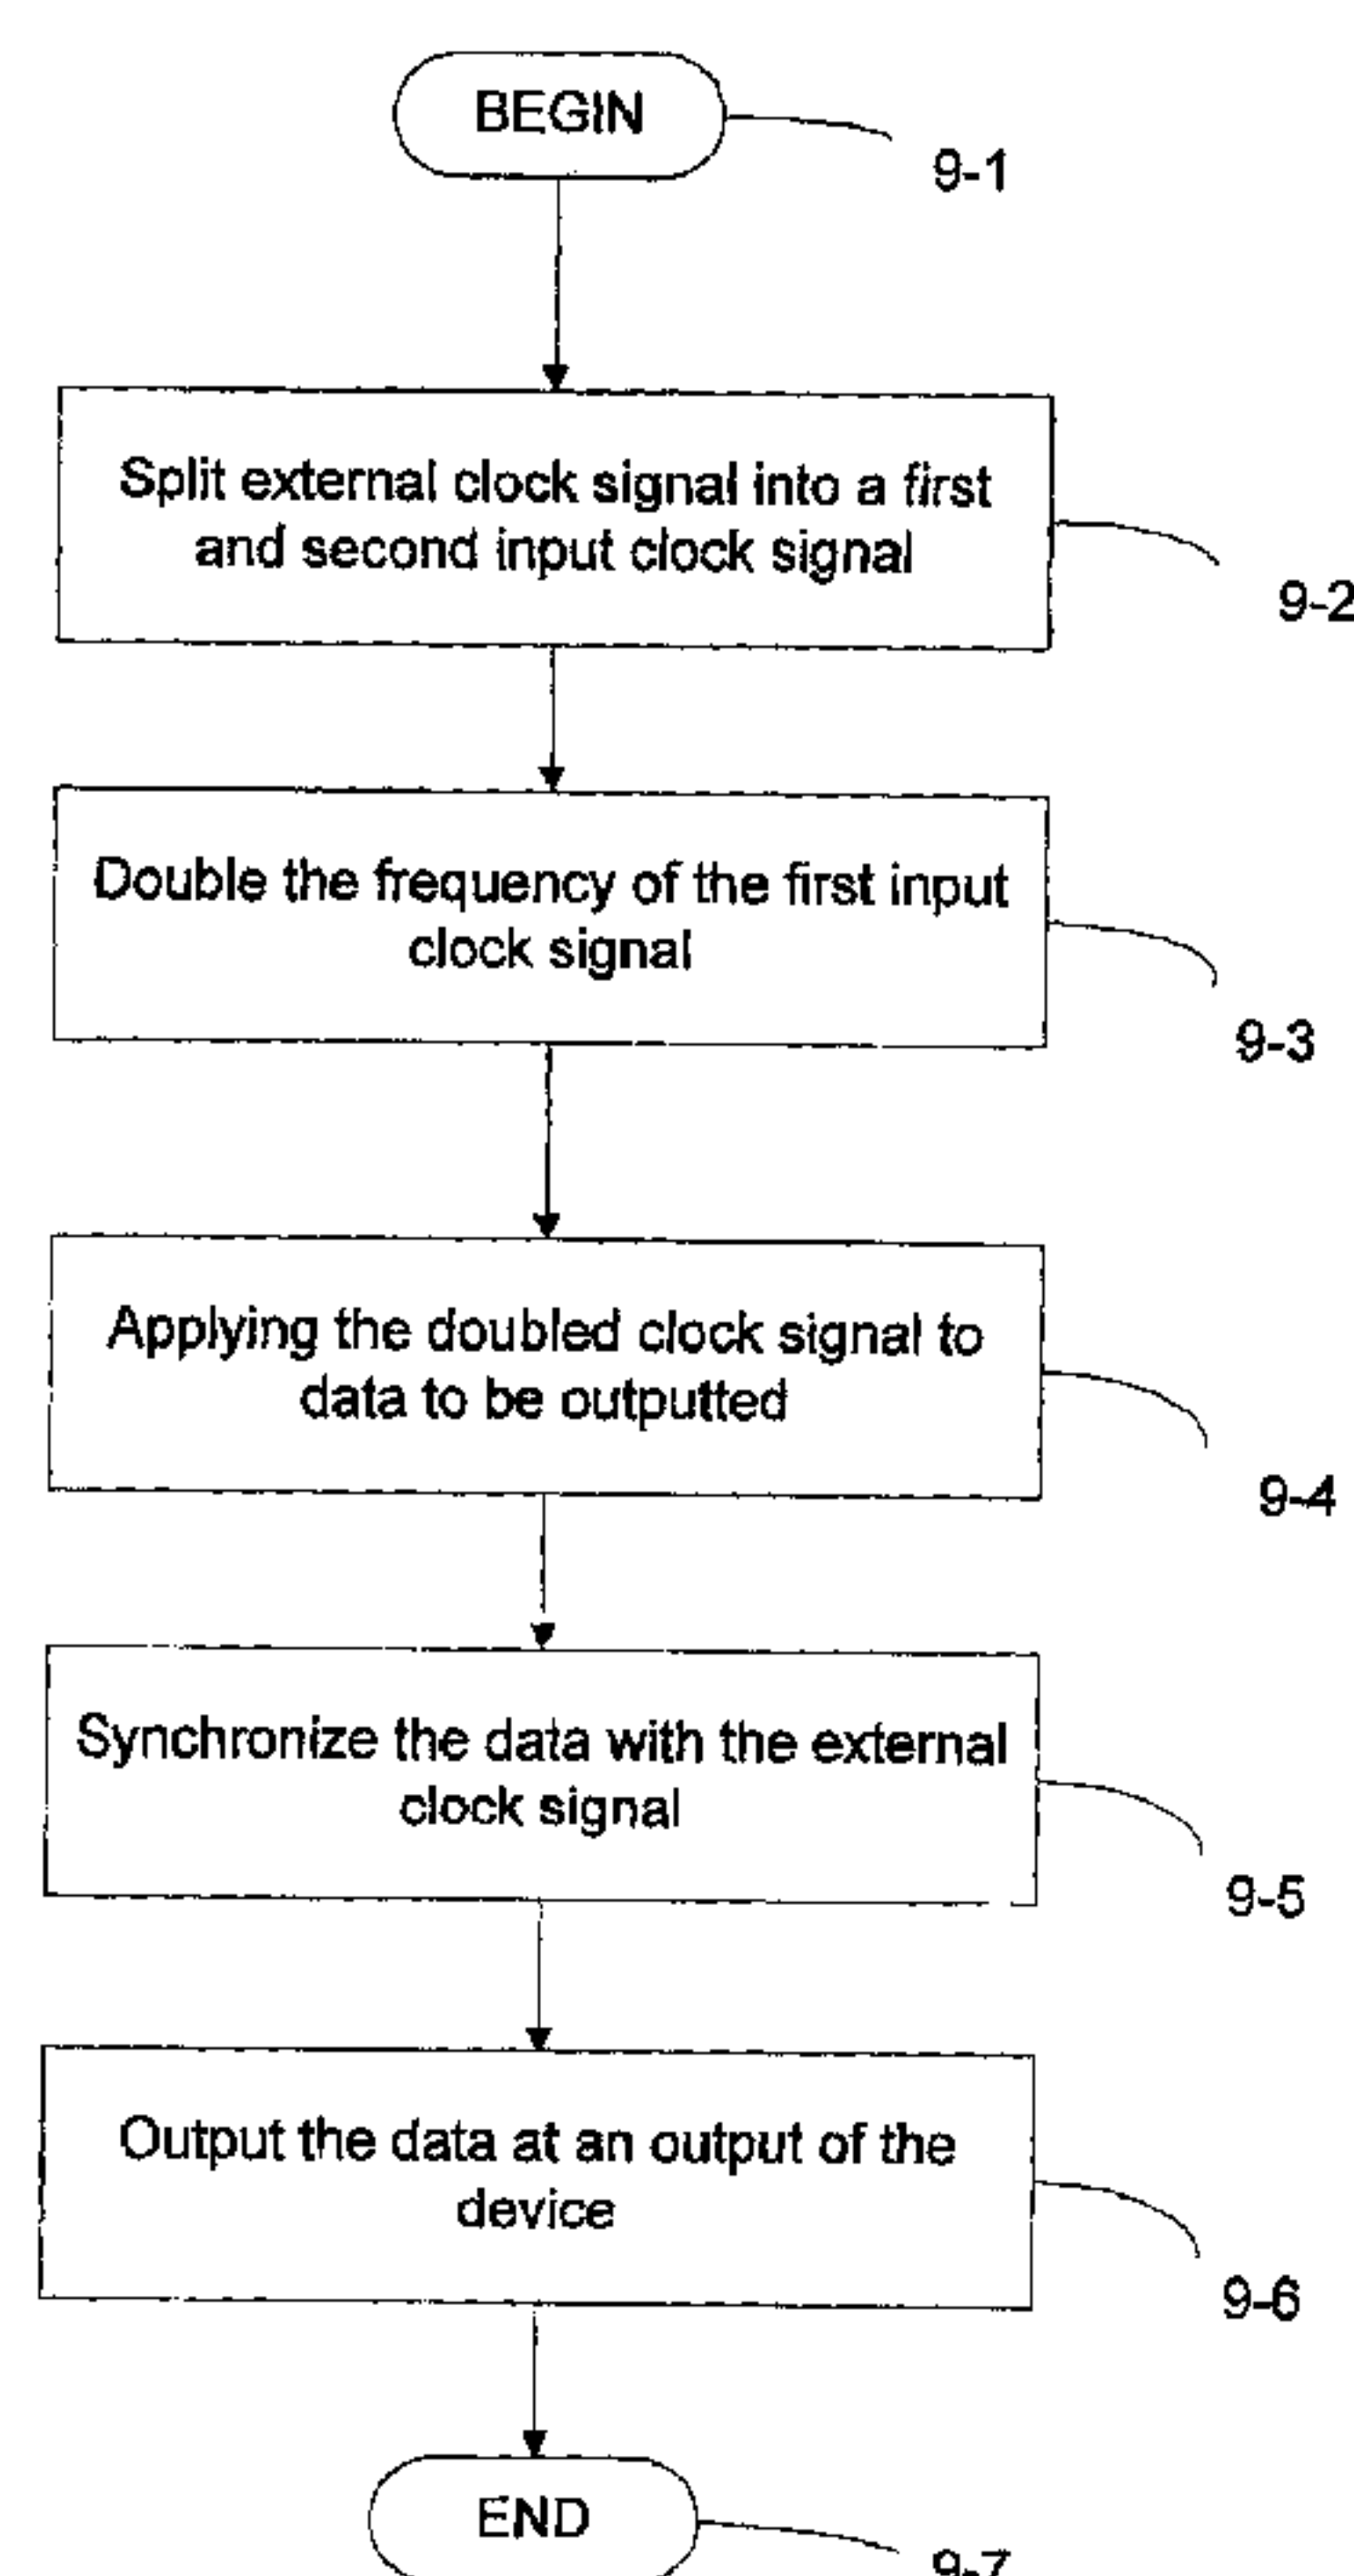 BEGIN
9-1
Split external clock signal into a first
and second input clock signal
9-2
Double the frequency of the first input
clock signal
9-3
Applying the doubled clock signal to
data to be outputted
9-4
Synchronize the data with the external
clock signal
9-5
Output the data at an output of the
device
9-6
END
9-7